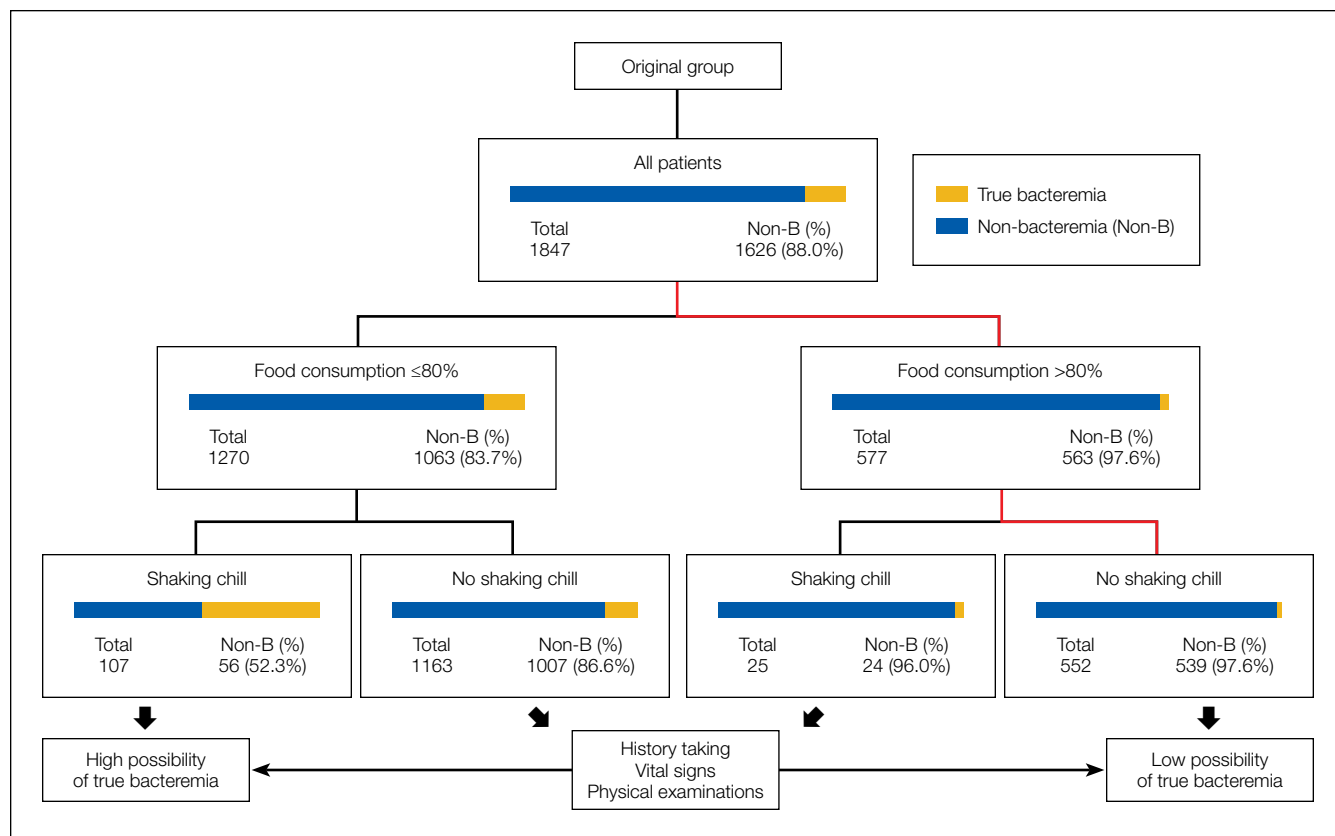 Original group
All patients
Total Non-B (%)
1847 1626 (88.0%)
True bacteremia
Non-bacteremia (Non-B)
Food consumption ≤80%
Total Non-B (%)
1270 1063 (83.7%)
Food consumption >80%
Total Non-B (%)
577 563 (97.6%)
Shaking chill
Total Non-B (%)
107 56 (52.3%)
No shaking chill
Total Non-B (%)
1163 1007 (86.6%)
Shaking chill
Total Non-B (%)
25 24 (96.0%)
No shaking chill
Total Non-B (%)
552 539 (97.6%)
High possibility
of true bacteremia
History taking
Vital signs
Physical examinations
Low possibility
of true bacteremia